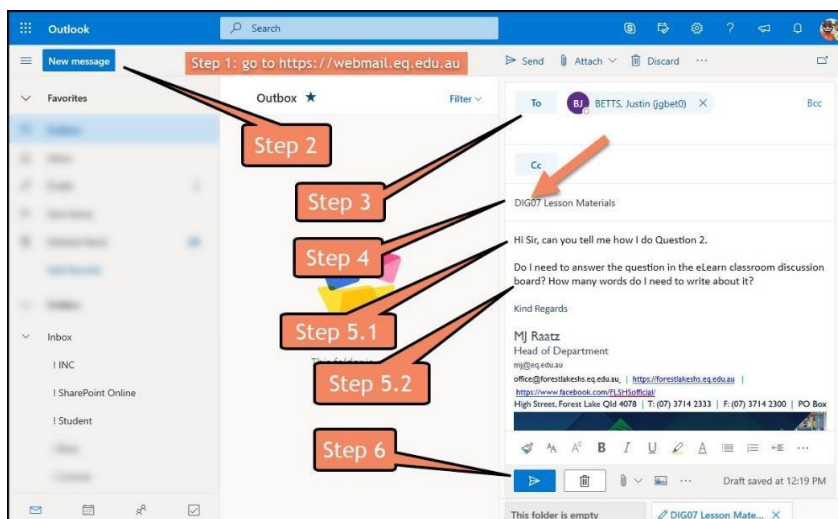 Outlook
Search
New message
Step 1: go to https://webmail.eq.edu.au
Send
Attach
Discard
Favorites
Outbox
Filter
To
BJ
BETTS, Justin (jgbet0)
Bcc
Step 2
Cc
Step 3
DIG07 Lesson Materials
Step 4
Hi Sir, can you tell me how I do Question 2.
Do I need to answer the question in the eLearn classroom discussion
board? How many words do I need to write about it?
Kind Regards
Step 5.1
MJ Raatz
Head of Department
mj@eq.edu.au
Inbox
Step 5.2
office@forestlakeshs.eq.edu.au, | https://forestlakeshs.eq.edu.au |
https://www.facebook.com/FLSHSofficial/
High Street, Forest Lake Qld 4078 | T: (07) 3714 2333 | F: (07) 3714 2300 | PO Box
! INC
! SharePoint Online
! Student
Step 6
Draft saved at 12:19 PM
This folder is empty
DIG07 Lesson Mate...